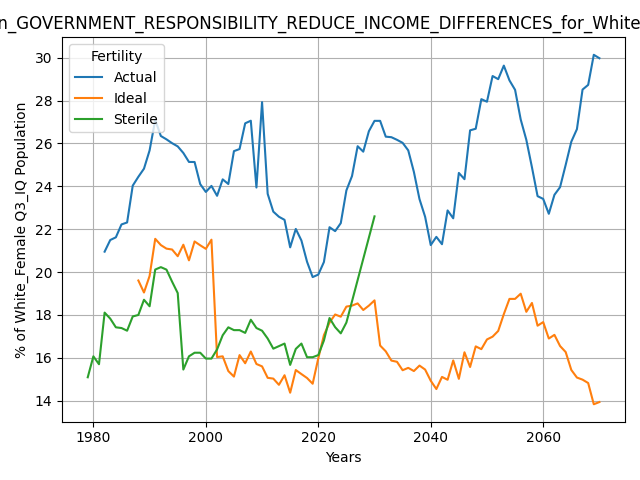 n_GOVERNMENT_RESPONSIBILITY_REDUCE_INCOME_DIFFERENCES_for_White
Fertility
Actual
Ideal
Sterile
% of White_Female Q3_IQ Population
30
28
26
24
22
20
18
16
14
1980
2000
2020
2040
2060
Years